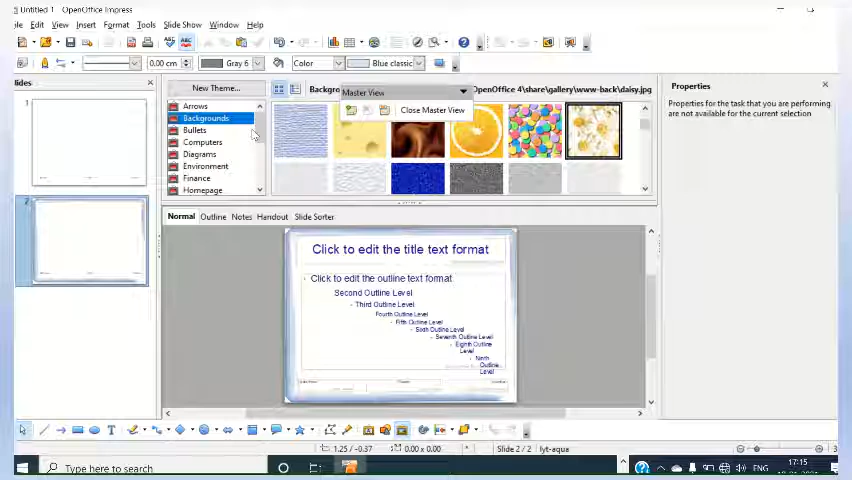 Untitled 1 - OpenOffice Impress
ile Edit View Insert Format Tools Slide Show Window Help
0.00 cm Gray 6 Color Blue classic
lides
New Theme...
Master View
Close Master View
OpenOffice 4\share\gallery\www-back\daisy.jpg
Properties
Properties for the task that you are performing
are not available for the current selection
Arrows
Backgrounds
Bullets
Computers
Diagrams
Environment
Finance
Homepage
1
2
Normal Outline Notes Handout Slide Sorter
Click to edit the title text format
Click to edit the outline text format
Second Outline Level
- Third Outline Level
Fourth Outline Level
- Fifth Outline Level
- Sixth Outline Level
- Seventh Outline Level
- Eighth Outline
Level
- Ninth
Outline
Level
1.25 / -0.37 0.00 x 0.00 Slide 2 / 2 lyt-aqua
Type here to search
ENG
17:15